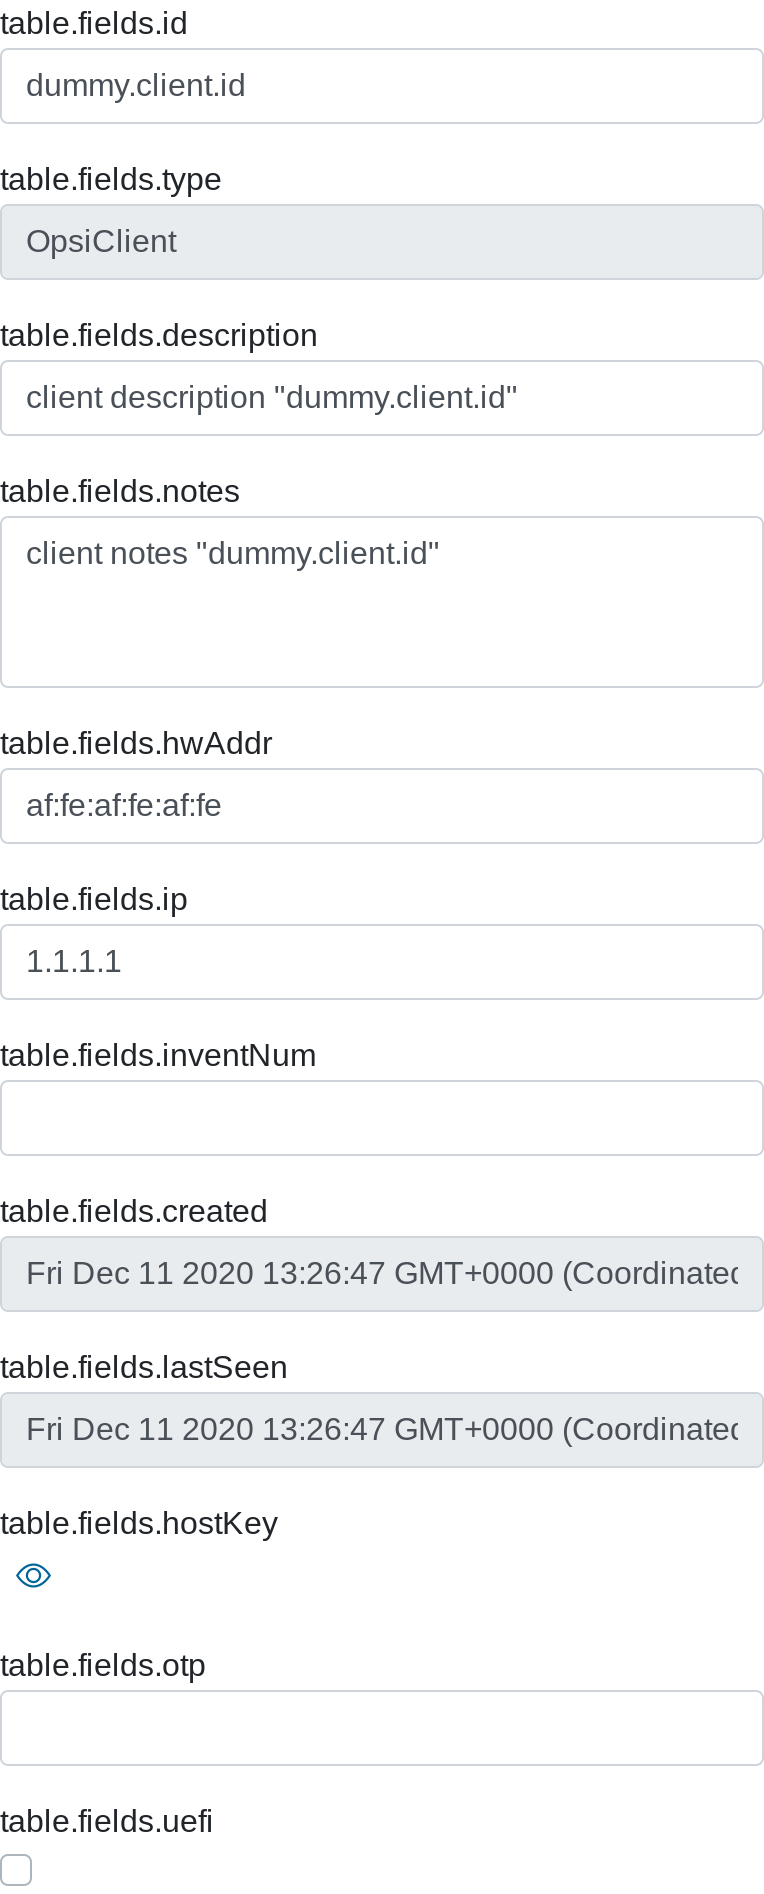 table.fields.id
dummy.client.id
table.fields.type
OpsiClient
table.fields.description
client description "dummy.client.id"
table.fields.notes
client notes "dummy.client.id"
table.fields.hwAddr
af:fe:af:fe:af:fe
table.fields.ip
1.1.1.1
table.fields.inventNum
table.fields.created
Fri Dec 11 2020 13:26:47 GMT+0000 (Coordinated
table.fields.lastSeen
Fri Dec 11 2020 13:26:47 GMT+0000 (Coordinated
table.fields.hostKey
table.fields.otp
table.fields.uefi